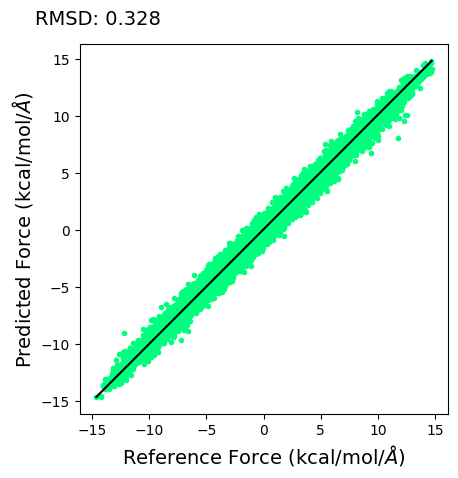 RMSD: 0.328
15
10
5
0
−5
−10
−15
Predicted Force (kcal/mol/Å)
−15 −10 −5 0 5 10 15
Reference Force (kcal/mol/Å)